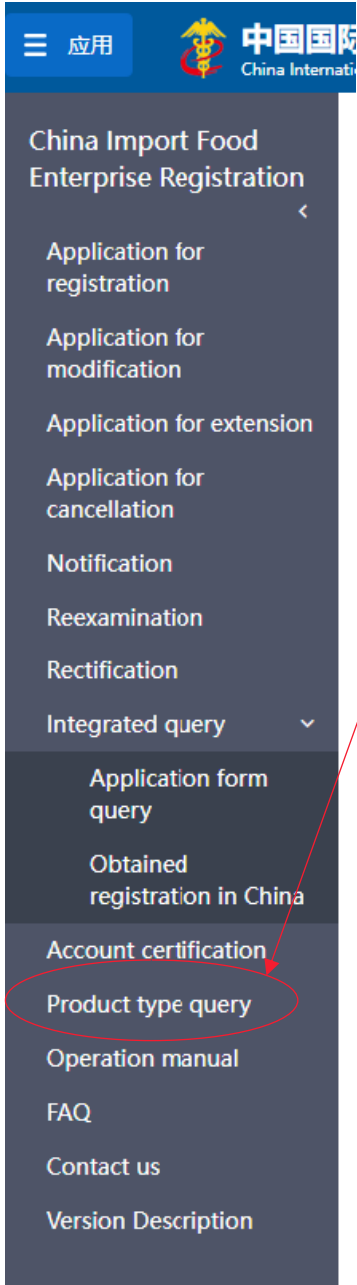 应用
中国国际
China Internati
China Import Food
Enterprise Registration
Application for
registration
Application for
modification
Application for extension
Application for
cancellation
Notification
Reexamination
Rectification
Integrated query
Application form
query
Obtained
registration in China
Account certification
Product type query
Operation manual
FAQ
Contact us
Version Description